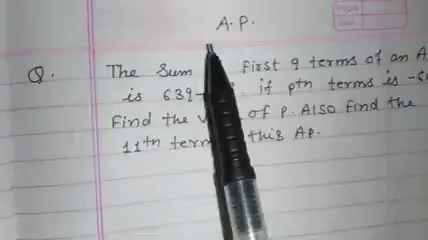 A.P.
Q. The Sum first q terms of an A
is 639- if pth terms is -6
Find the of P. Also find the
11th term this AP.